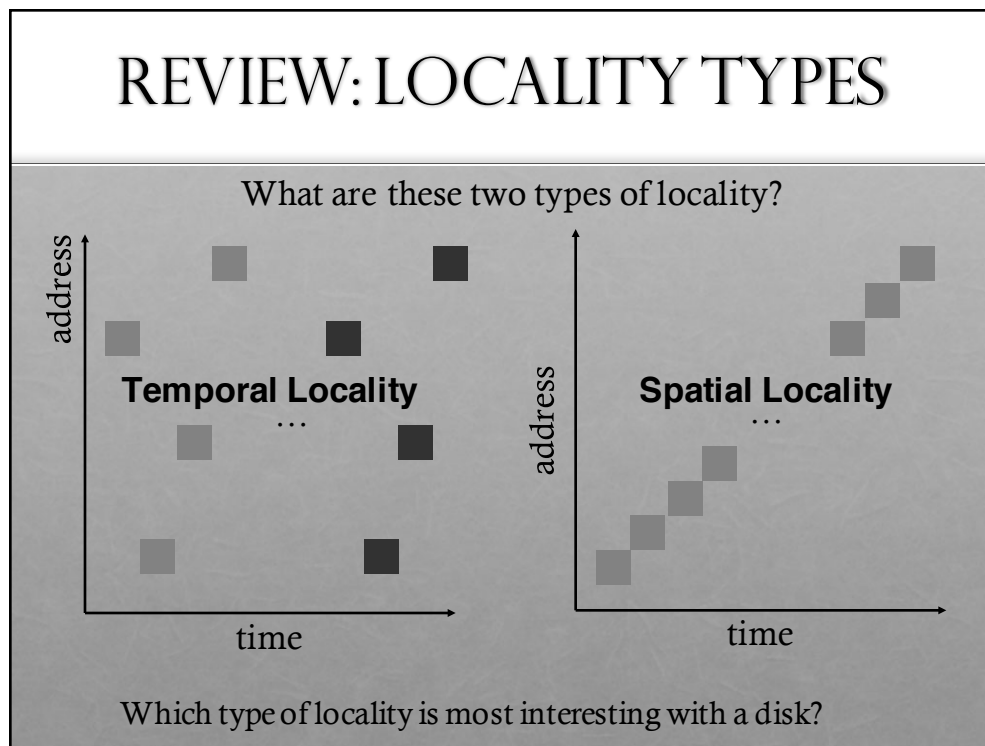 REVIEW: LOCALITY TYPES
What are these two types of locality?
address
Temporal Locality
...
time
address
Spatial Locality
...
time
Which type of locality is most interesting with a disk?